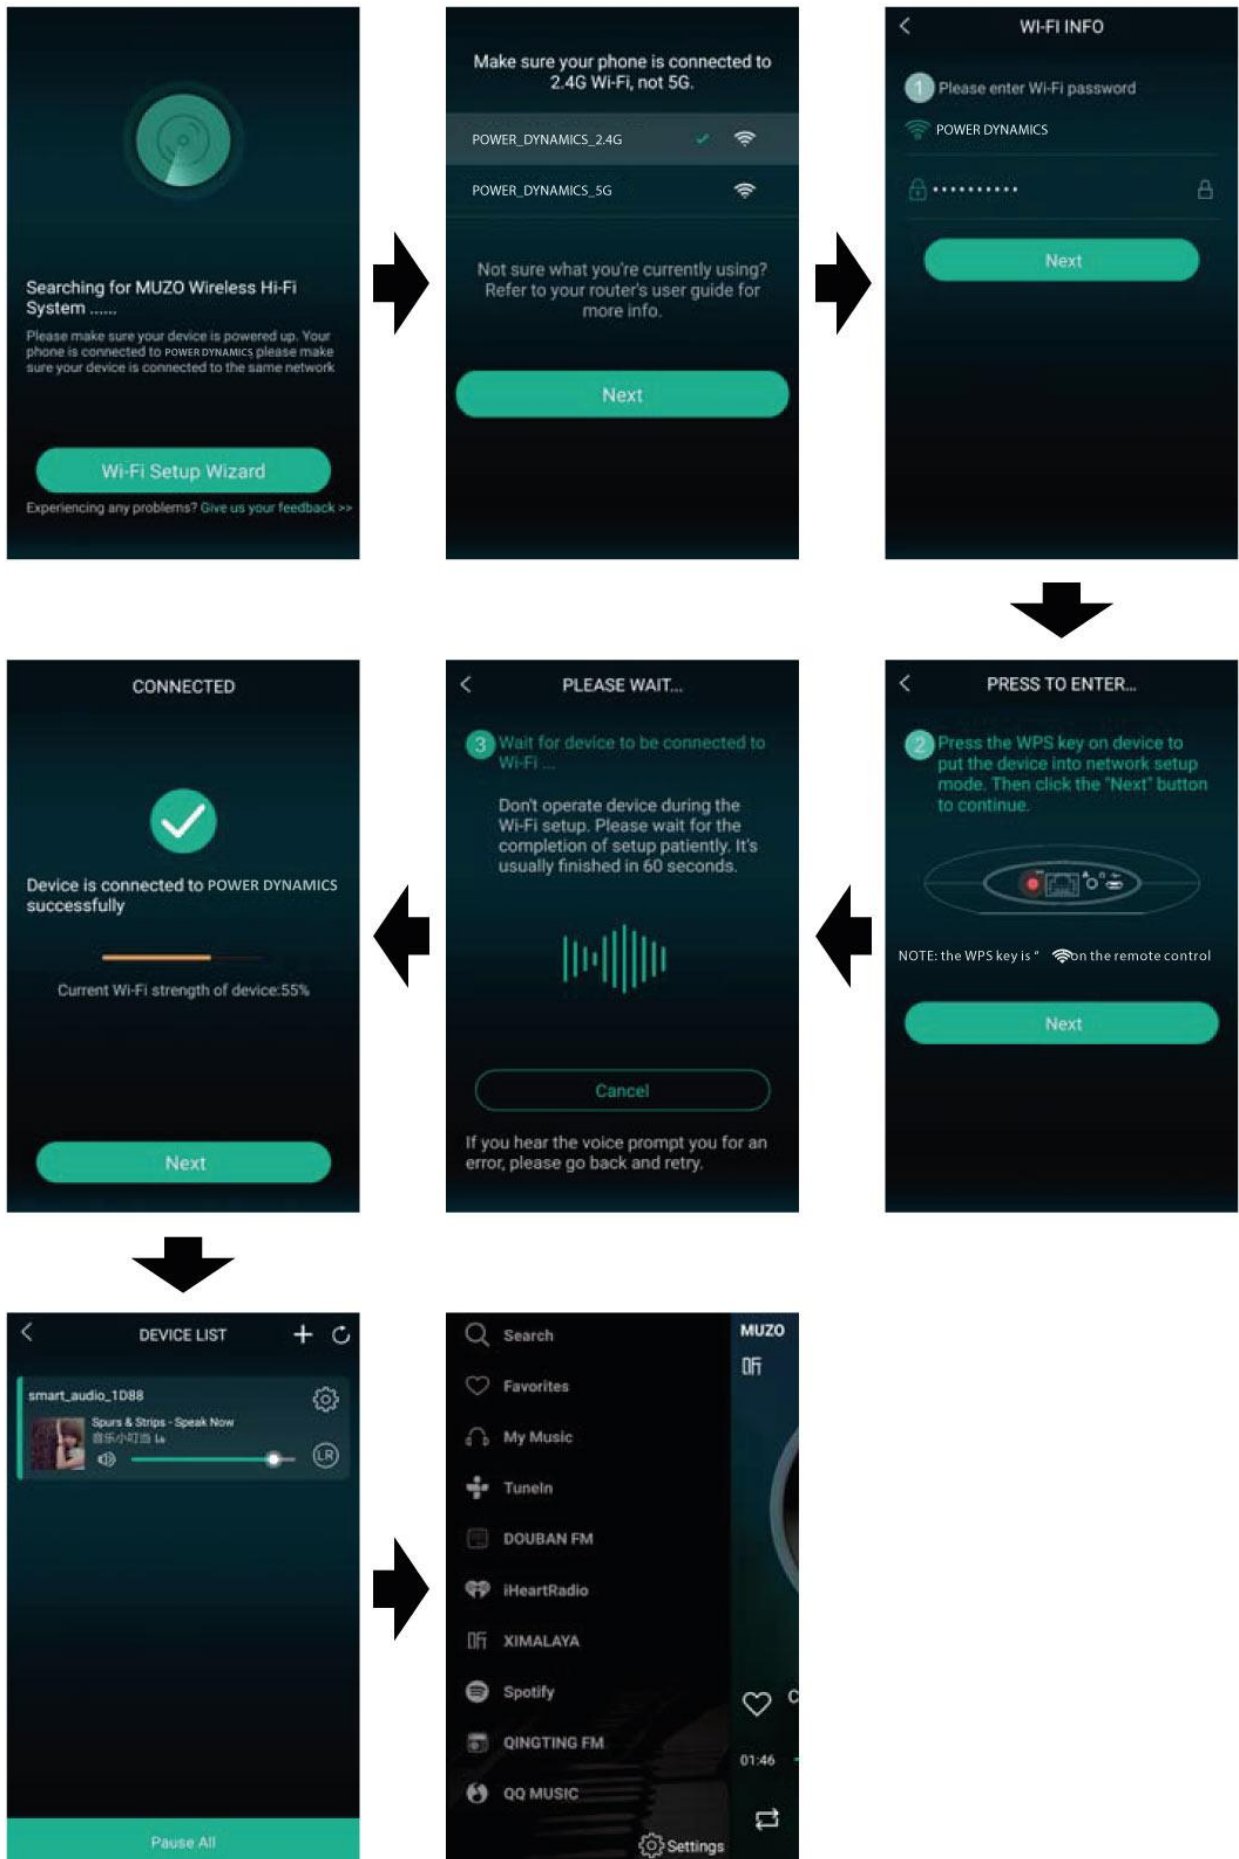 Searching for MUZO Wireless Hi-Fi
System ......
Please make sure your device is powered up. Your
phone is connected to POWER DYNAMICS please make
sure your device is connected to the same network
Wi-Fi Setup Wizard
Experiencing any problems? Give us your feedback >>
Make sure your phone is connected to
2.4G Wi-Fi, not 5G.
POWER_DYNAMICS_2.4G
POWER_DYNAMICS_5G
Not sure what you're currently using?
Refer to your router's user guide for
more info.
Next
WI-FI INFO
1 Please enter Wi-Fi password
POWER DYNAMICS
Next
PRESS TO ENTER...
2 Press the WPS key on device to
put the device into network setup
mode. Then click the "Next" button
to continue.
NOTE: the WPS key is " on the remote control
Next
PLEASE WAIT...
3 Wait for device to be connected to
Wi-Fi ...
Don't operate device during the
Wi-Fi setup. Please wait for the
completion of setup patiently. It's
usually finished in 60 seconds.
Cancel
If you hear the voice prompt you for an
error, please go back and retry.
CONNECTED
Device is connected to POWER DYNAMICS
successfully
Current Wi-Fi strength of device:55%
Next
DEVICE LIST
smart_audio_1D88
Spurs & Strips - Speak Now
音乐小叮当
LR
Pause All
Search
Favorites
My Music
TuneIn
DOUBAN FM
iHeartRadio
XIMALAYA
Spotify
QINGTING FM
QQ MUSIC
Settings
MUZO
C
01:46